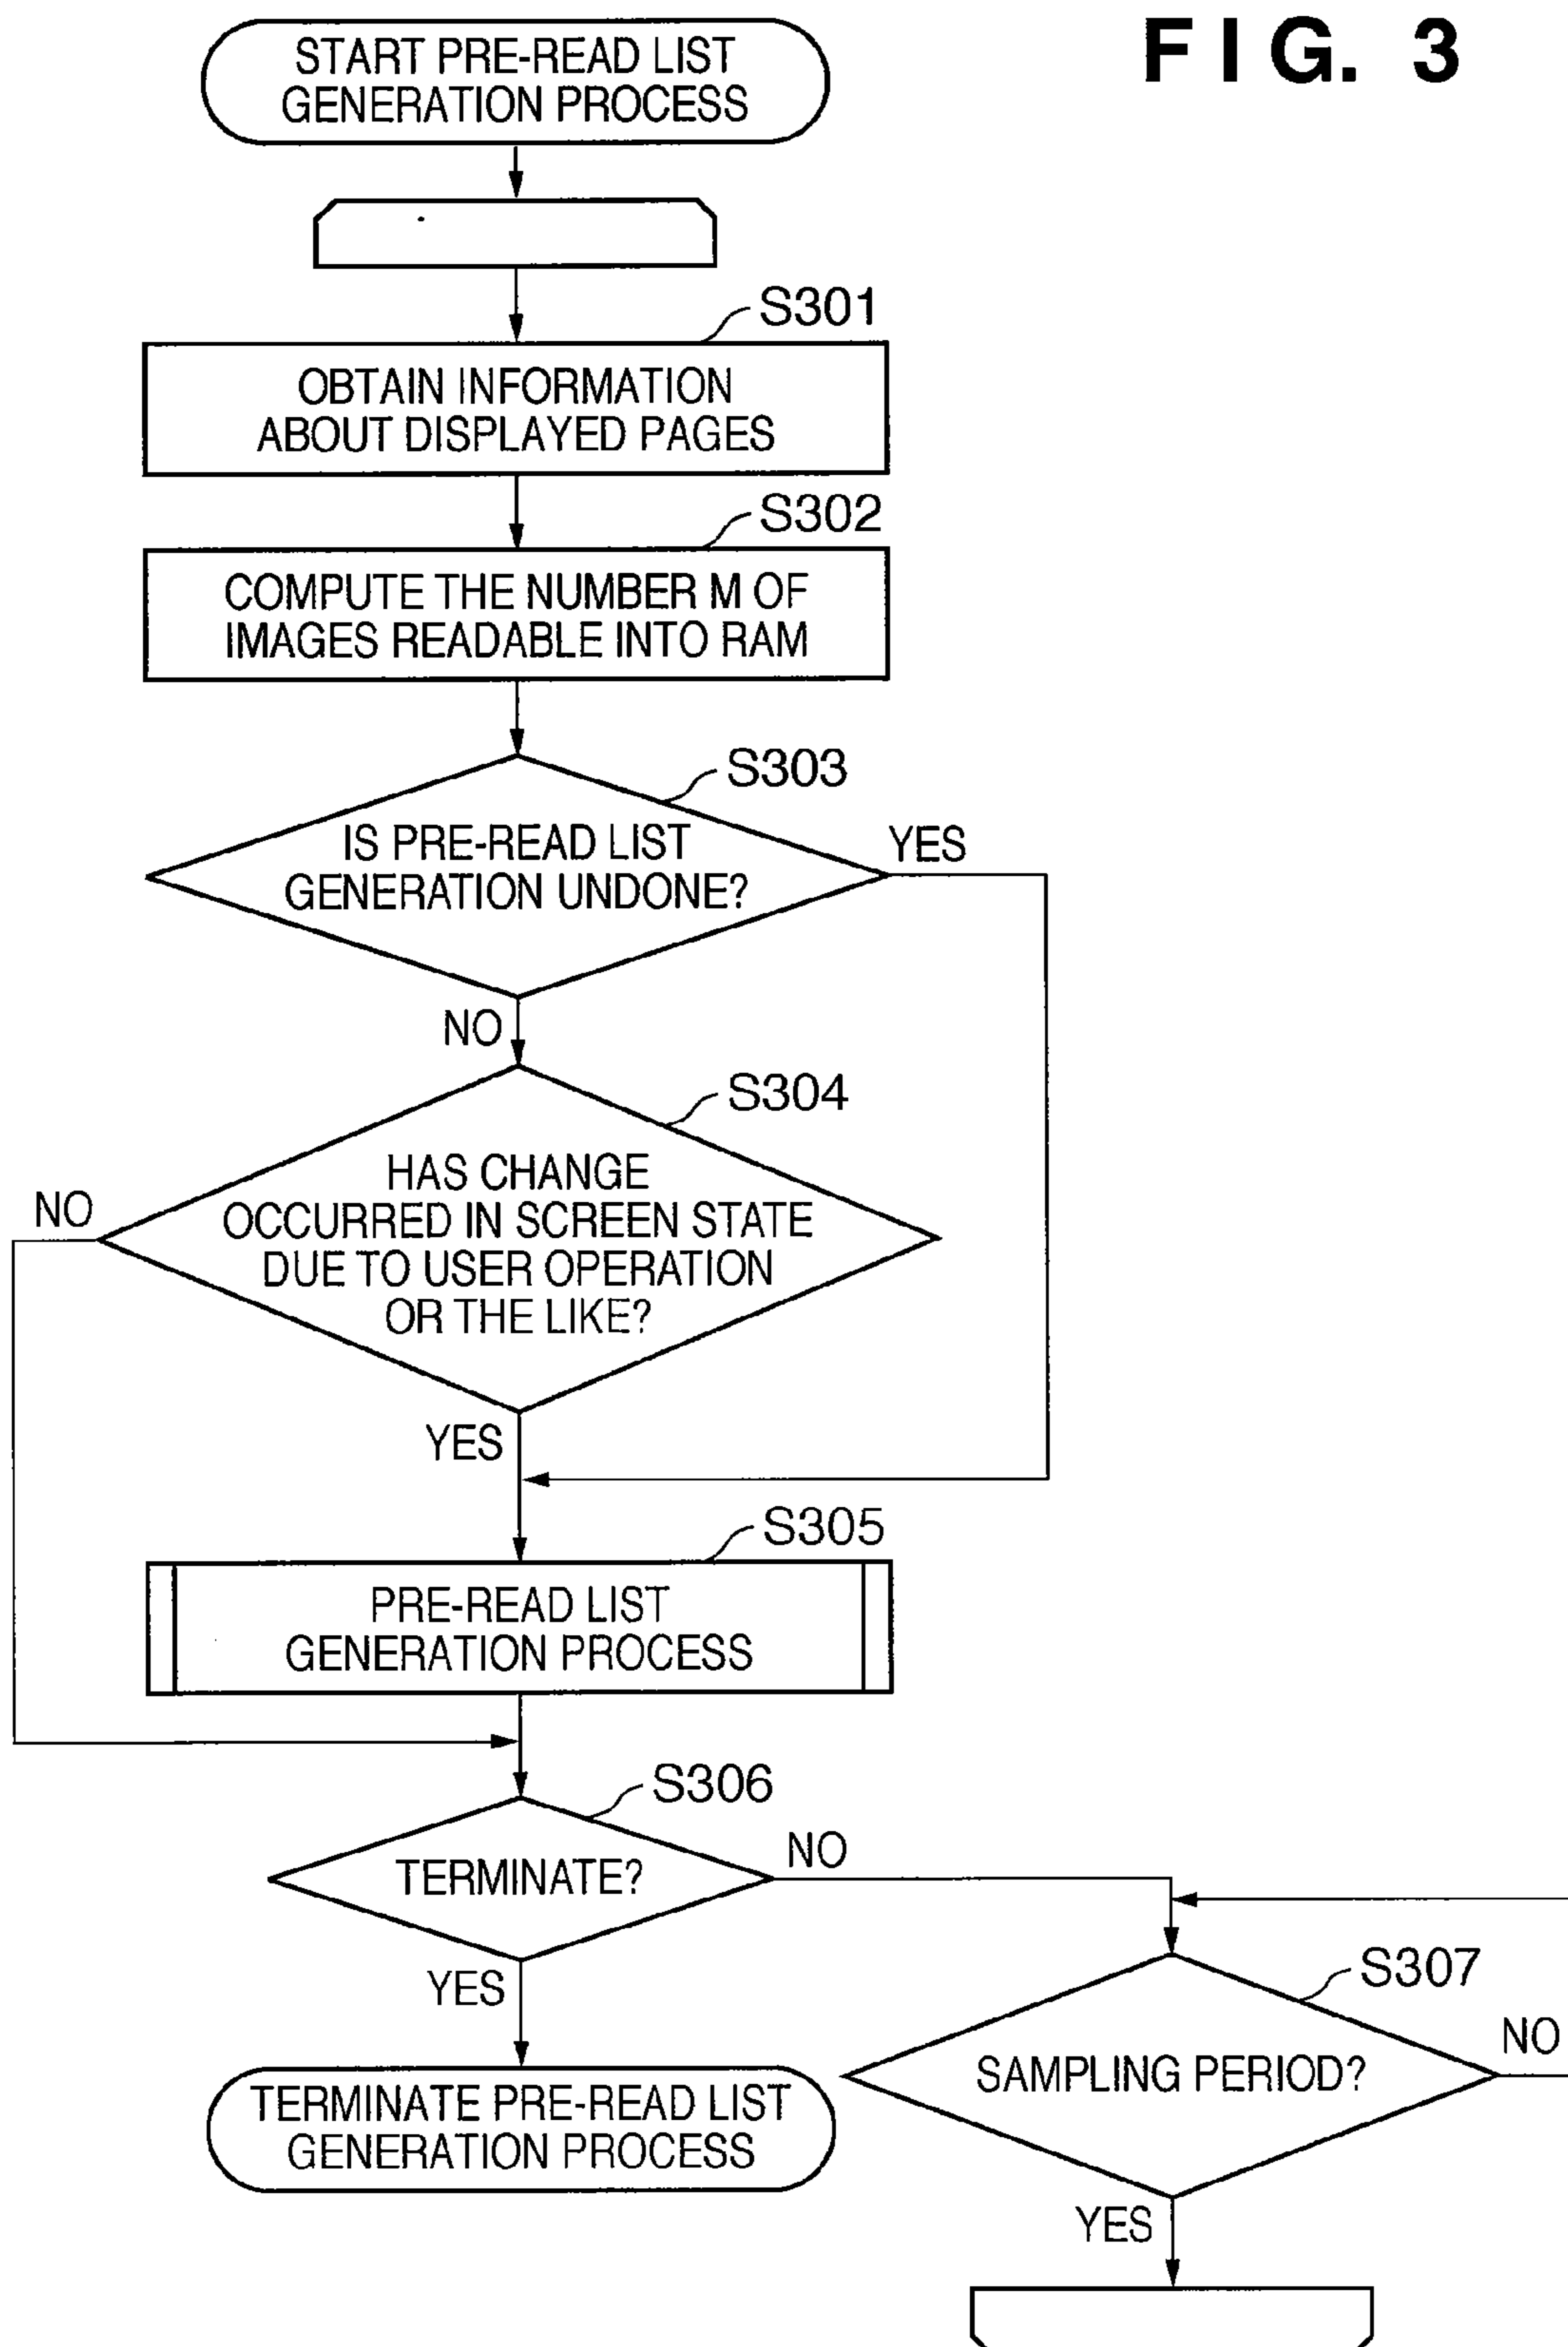 FIG. 3
START PRE-READ LIST
GENERATION PROCESS
S301
OBTAIN INFORMATION
ABOUT DISPLAYED PAGES
S302
COMPUTE THE NUMBER M OF
IMAGES READABLE INTO RAM
S303
IS PRE-READ LIST
GENERATION UNDONE?
YES
NO
S304
HAS CHANGE
OCCURRED IN SCREEN STATE
DUE TO USER OPERATION
OR THE LIKE?
NO
YES
S305
PRE-READ LIST
GENERATION PROCESS
S306
TERMINATE?
NO
YES
S307
SAMPLING PERIOD?
NO
YES
TERMINATE PRE-READ LIST
GENERATION PROCESS